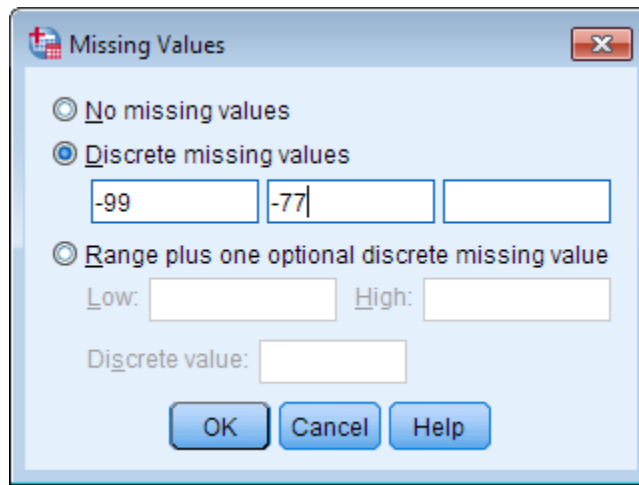 Missing Values
No missing values
Discrete missing values
-99 -77
Range plus one optional discrete missing value
Low: High:
Discrete value:
OK Cancel Help